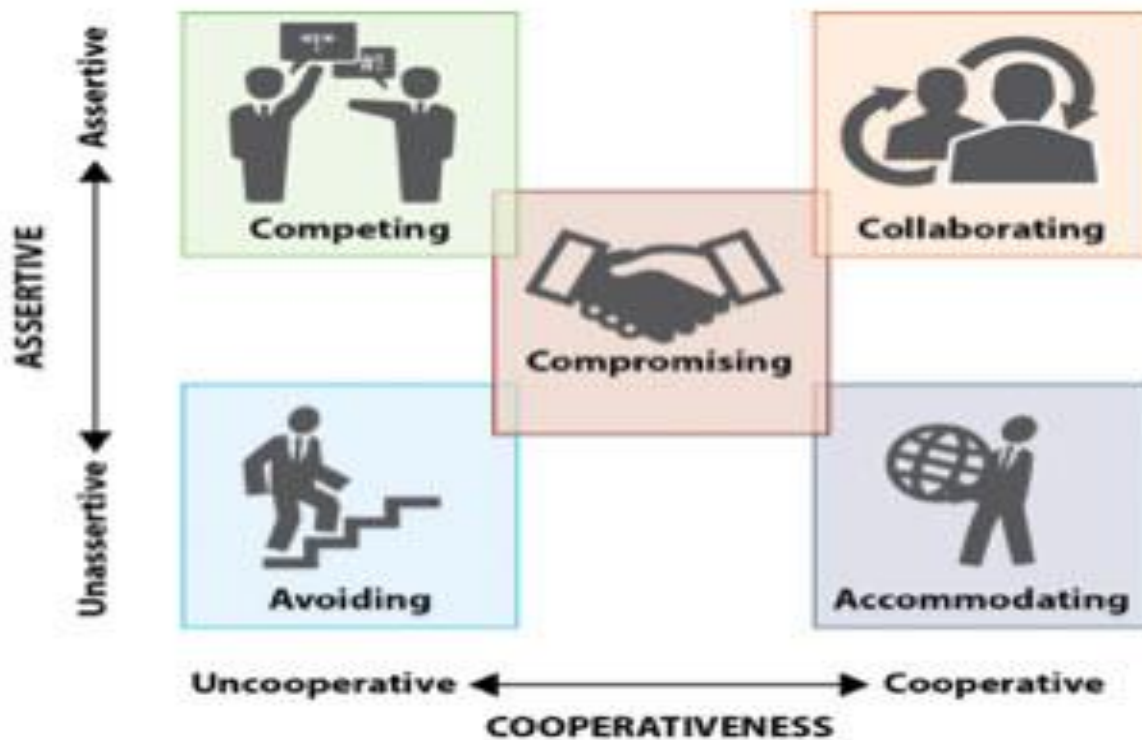 Assertive
ASSERTIVE
Unassertive
Competing
Collaborating
Compromising
Avoiding
Accommodating
Uncooperative
Cooperative
COOPERATIVENESS